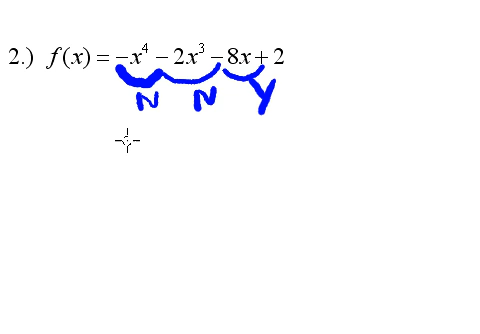 2.) f(x) = -x⁴ - 2x³ - 8x + 2
N N Y